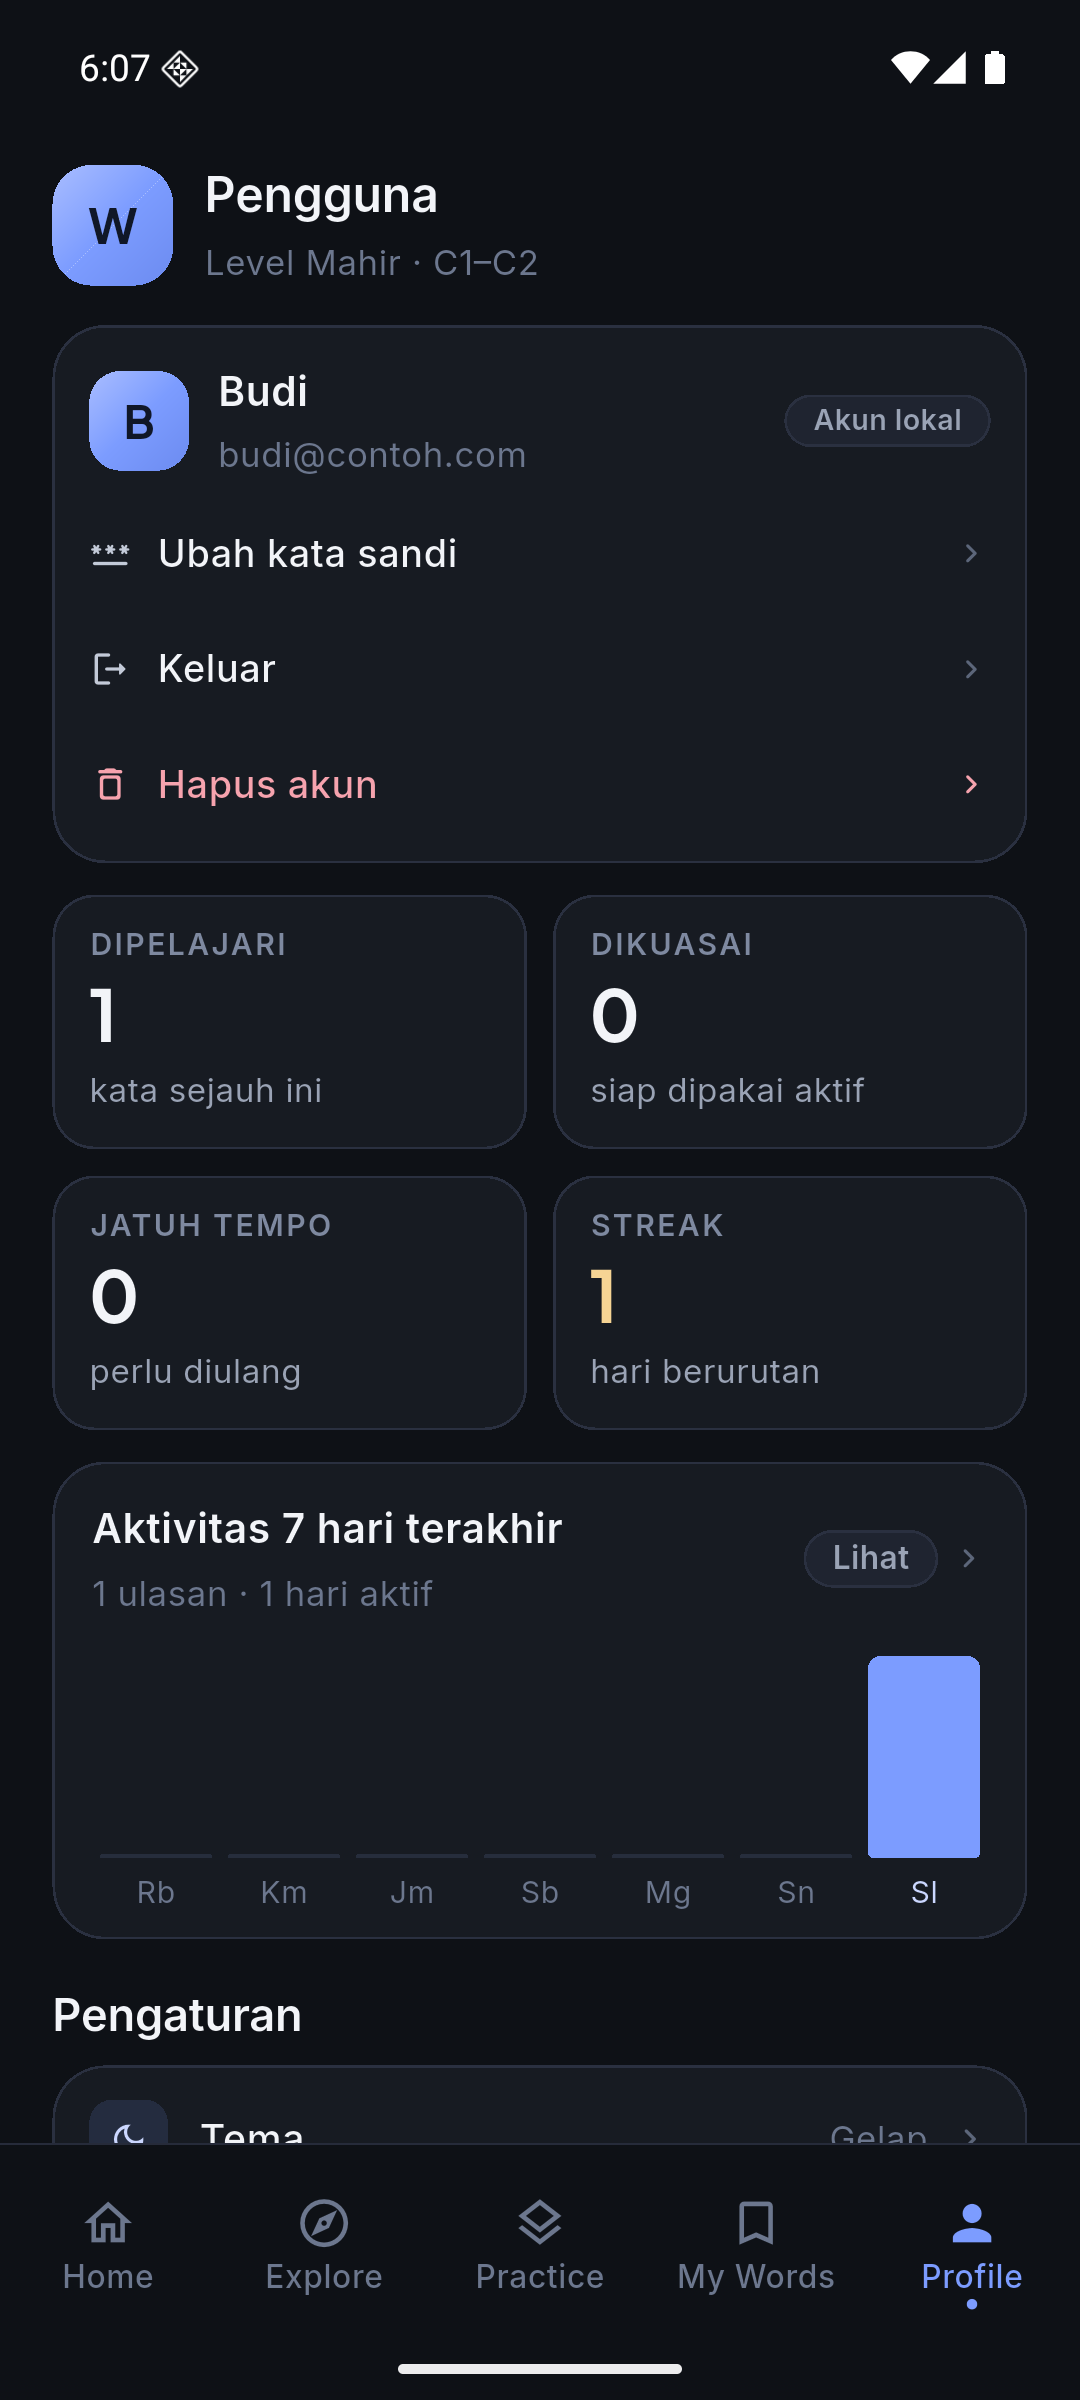 6:07
W
Pengguna
Level Mahir · C1–C2
B
Budi
budi@contoh.com
Akun lokal
Ubah kata sandi
Keluar
Hapus akun
DIPELAJARI
1
kata sejauh ini
DIKUASAI
0
siap dipakai aktif
JATUH TEMPO
0
perlu diulang
STREAK
1
hari berurutan
Aktivitas 7 hari terakhir
1 ulasan · 1 hari aktif
Lihat
Rb Km Jm Sb Mg Sn Sl
Pengaturan
Tema
Gelap
Home Explore Practice My Words Profile